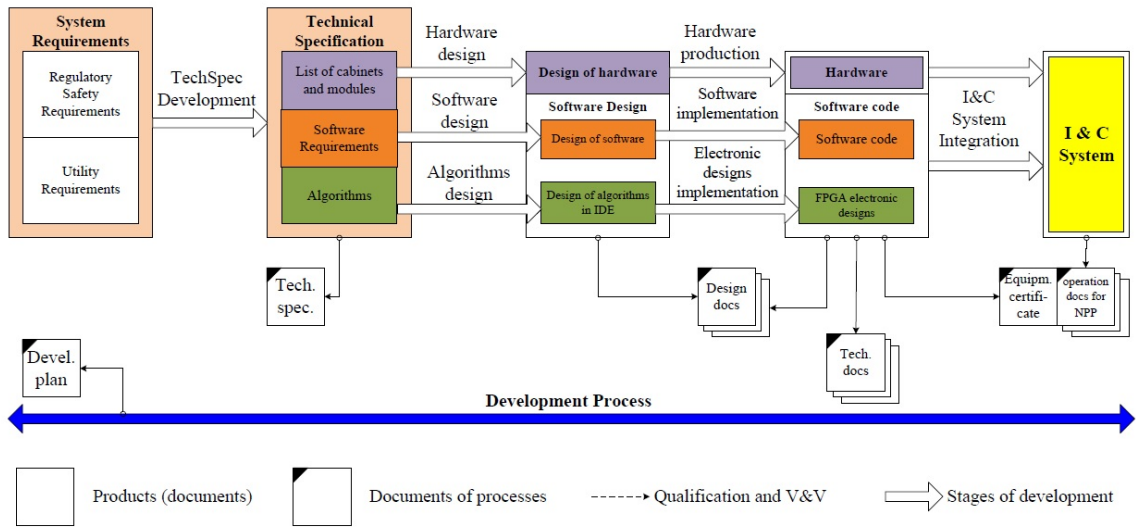 System
Requirements
Regulatory
Safety
Requirements
Utility
Requirements
TechSpec
Development
Technical
Specification
List of cabinets
and modules
Software
Requirements
Algorithms
Hardware
design
Software
design
Algorithms
design
Design of hardware
Software Design
Design of software
Design of algorithms
in IDE
Hardware
production
Software
implementation
Electronic
designs
implementation
Hardware
Software code
Software code
FPGA electronic
designs
I&C
System
Integration
I & C
System
Tech.
spec.
Design
docs
Tech.
docs
Equipm.
certifi-
cate
operation
docs for
NPP
Devel.
plan
Development Process
Products (documents)
Documents of processes
Qualification and V&V
Stages of development